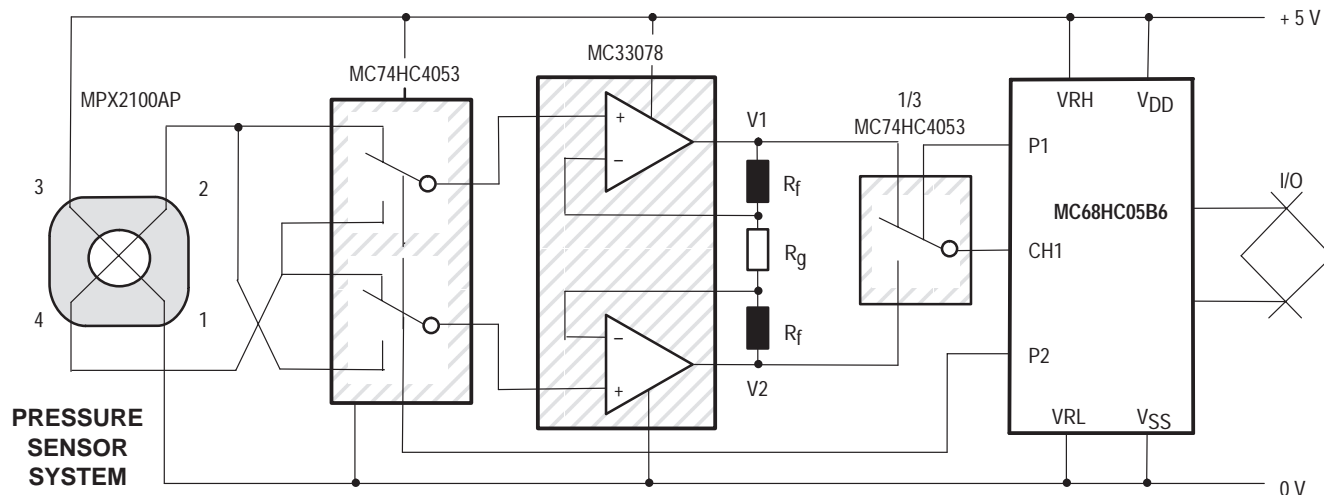 + 5 V
MC33078
MC74HC4053
MPX2100AP
VRH
VDD
1/3
MC74HC4053
V1
+
−
P1
3
2
Rf
I/O
MC68HC05B6
Rg
CH1
4
1
Rf
−
+
P2
V2
PRESSURE
SENSOR
SYSTEM
VRL
VSS
0 V